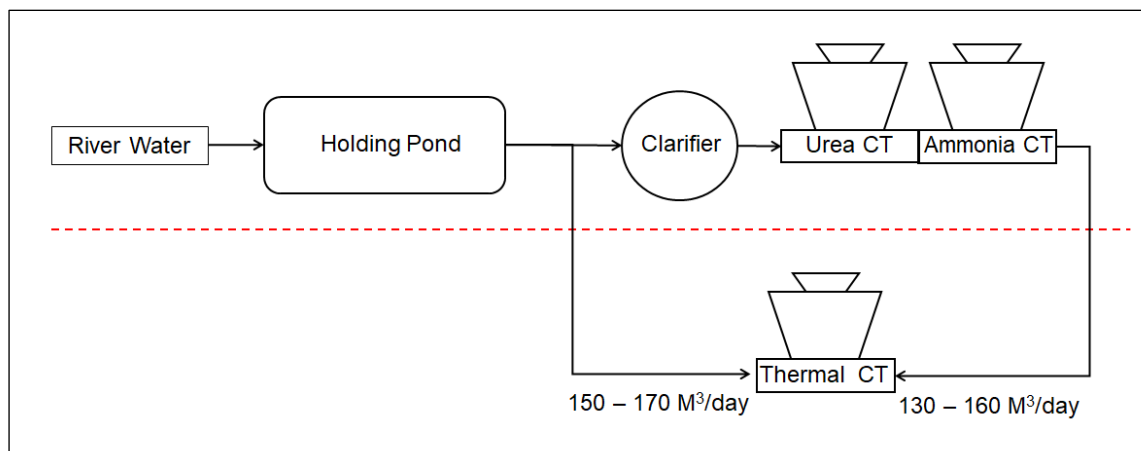 River Water
Holding Pond
Clarifier
Urea CT
Ammonia CT
Thermal CT
150 – 170 M³/day
130 – 160 M³/day